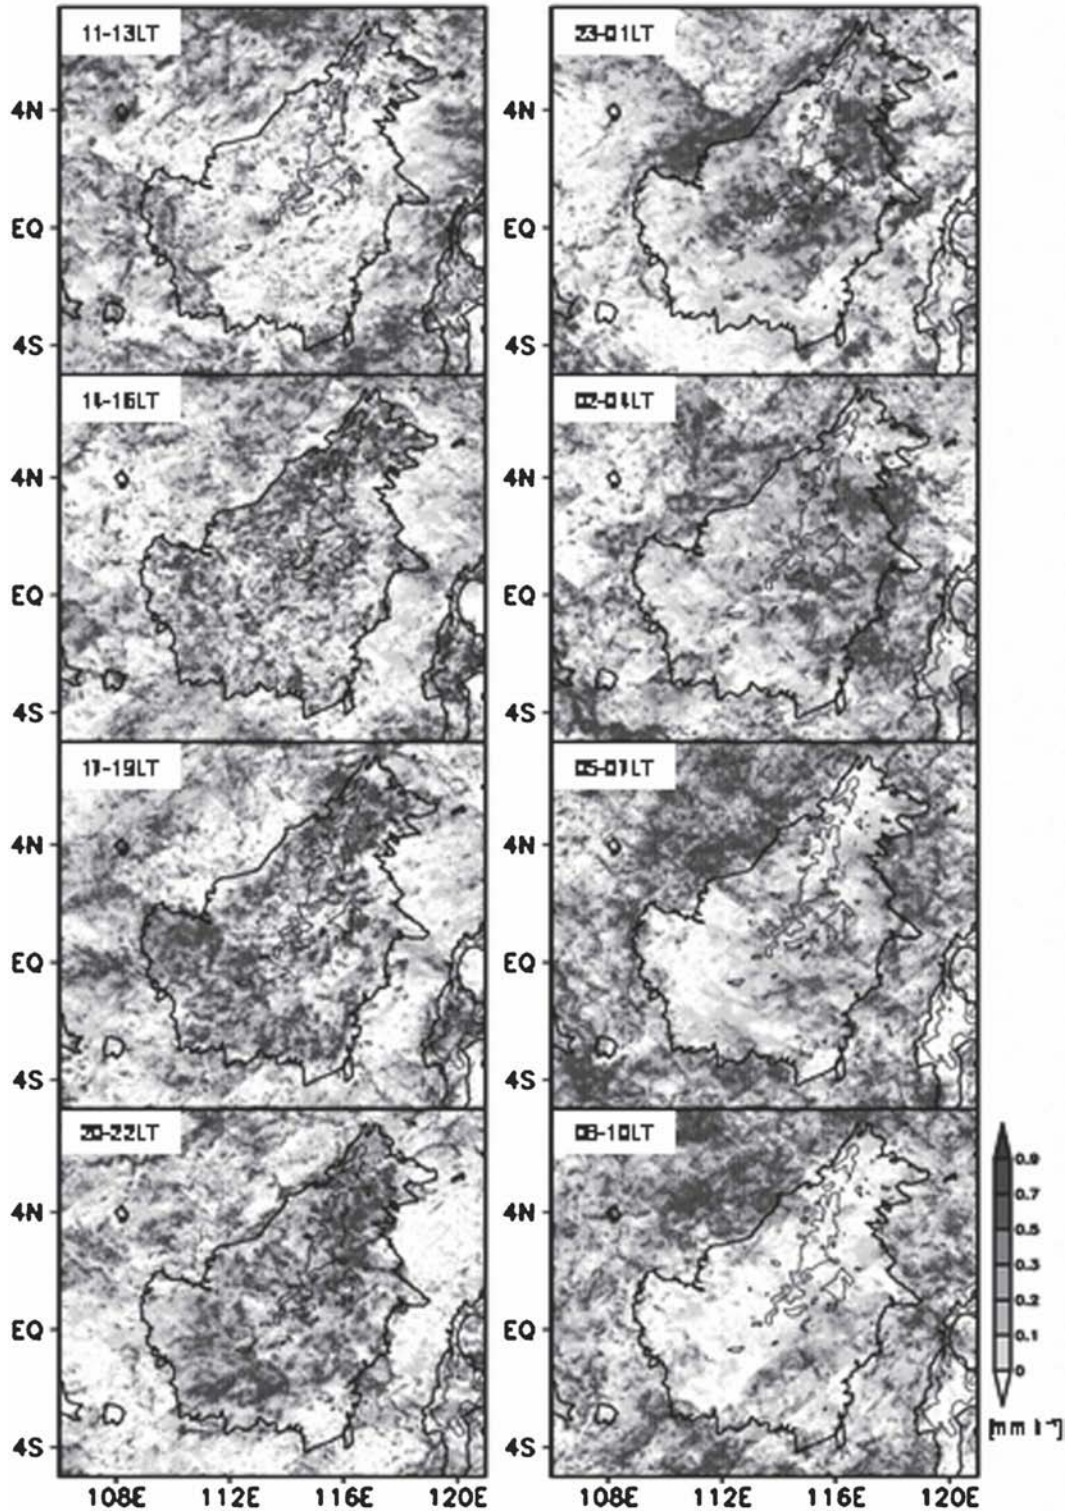 11-13LT
23-01LT
4N
4N
EQ
EQ
4S
4S
14-16LT
02-04LT
4N
4N
EQ
EQ
4S
4S
17-19LT
05-07LT
4N
4N
EQ
EQ
4S
4S
20-22LT
08-10LT
4N
4N
EQ
EQ
4S
4S
108E 112E 116E 120E
108E 112E 116E 120E
0.9
0.7
0.5
0.3
0.2
0.1
0
[mm h⁻¹]